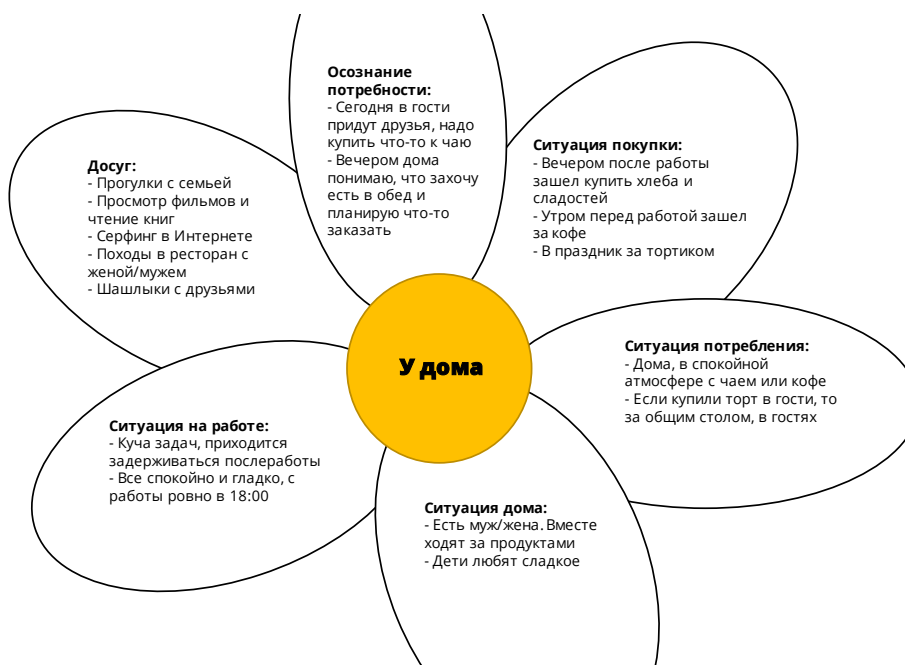 Осознание
потребности:
- Сегодня в гости
придут друзья, надо
купить что-то к чаю
- Вечером дома
понимаю, что захочу
есть в обед и
планирую что-то
заказать
Ситуация покупки:
- Вечером после работы
зашел купить хлеба и
сладостей
- Утром перед работой зашел
за кофе
- В праздник за тортиком
Досуг:
- Прогулки с семьей
- Просмотр фильмов и
чтение книг
- Серфинг в Интернете
- Походы в ресторан с
женой/мужем
- Шашлыки с друзьями
У дома
Ситуация потребления:
- Дома, в спокойной
атмосфере с чаем или кофе
- Если купили торт в гости, то
за общим столом, в гостях
Ситуация на работе:
- Куча задач, приходится
задерживаться послеработы
- Все спокойно и гладко, с
работы ровно в 18:00
Ситуация дома:
- Есть муж/жена. Вместе
ходят за продуктами
- Дети любят сладкое